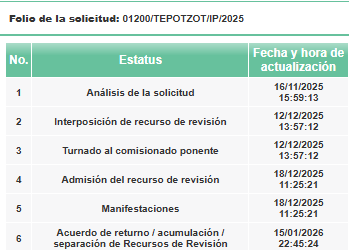 Folio de la solicitud: 01200/TEPOTZOT/IP/2025
No. Estatus Fecha y hora de
actualización
1 Análisis de la solicitud 16/11/2025
15:59:13
2 Interposición de recurso de revisión 12/12/2025
13:57:12
3 Turnado al comisionado ponente 12/12/2025
13:57:12
4 Admisión del recurso de revisión 18/12/2025
11:25:21
5 Manifestaciones 18/12/2025
11:25:21
6 Acuerdo de returno / acumulación / 15/01/2026
separación de Recursos de Revisión 22:45:24